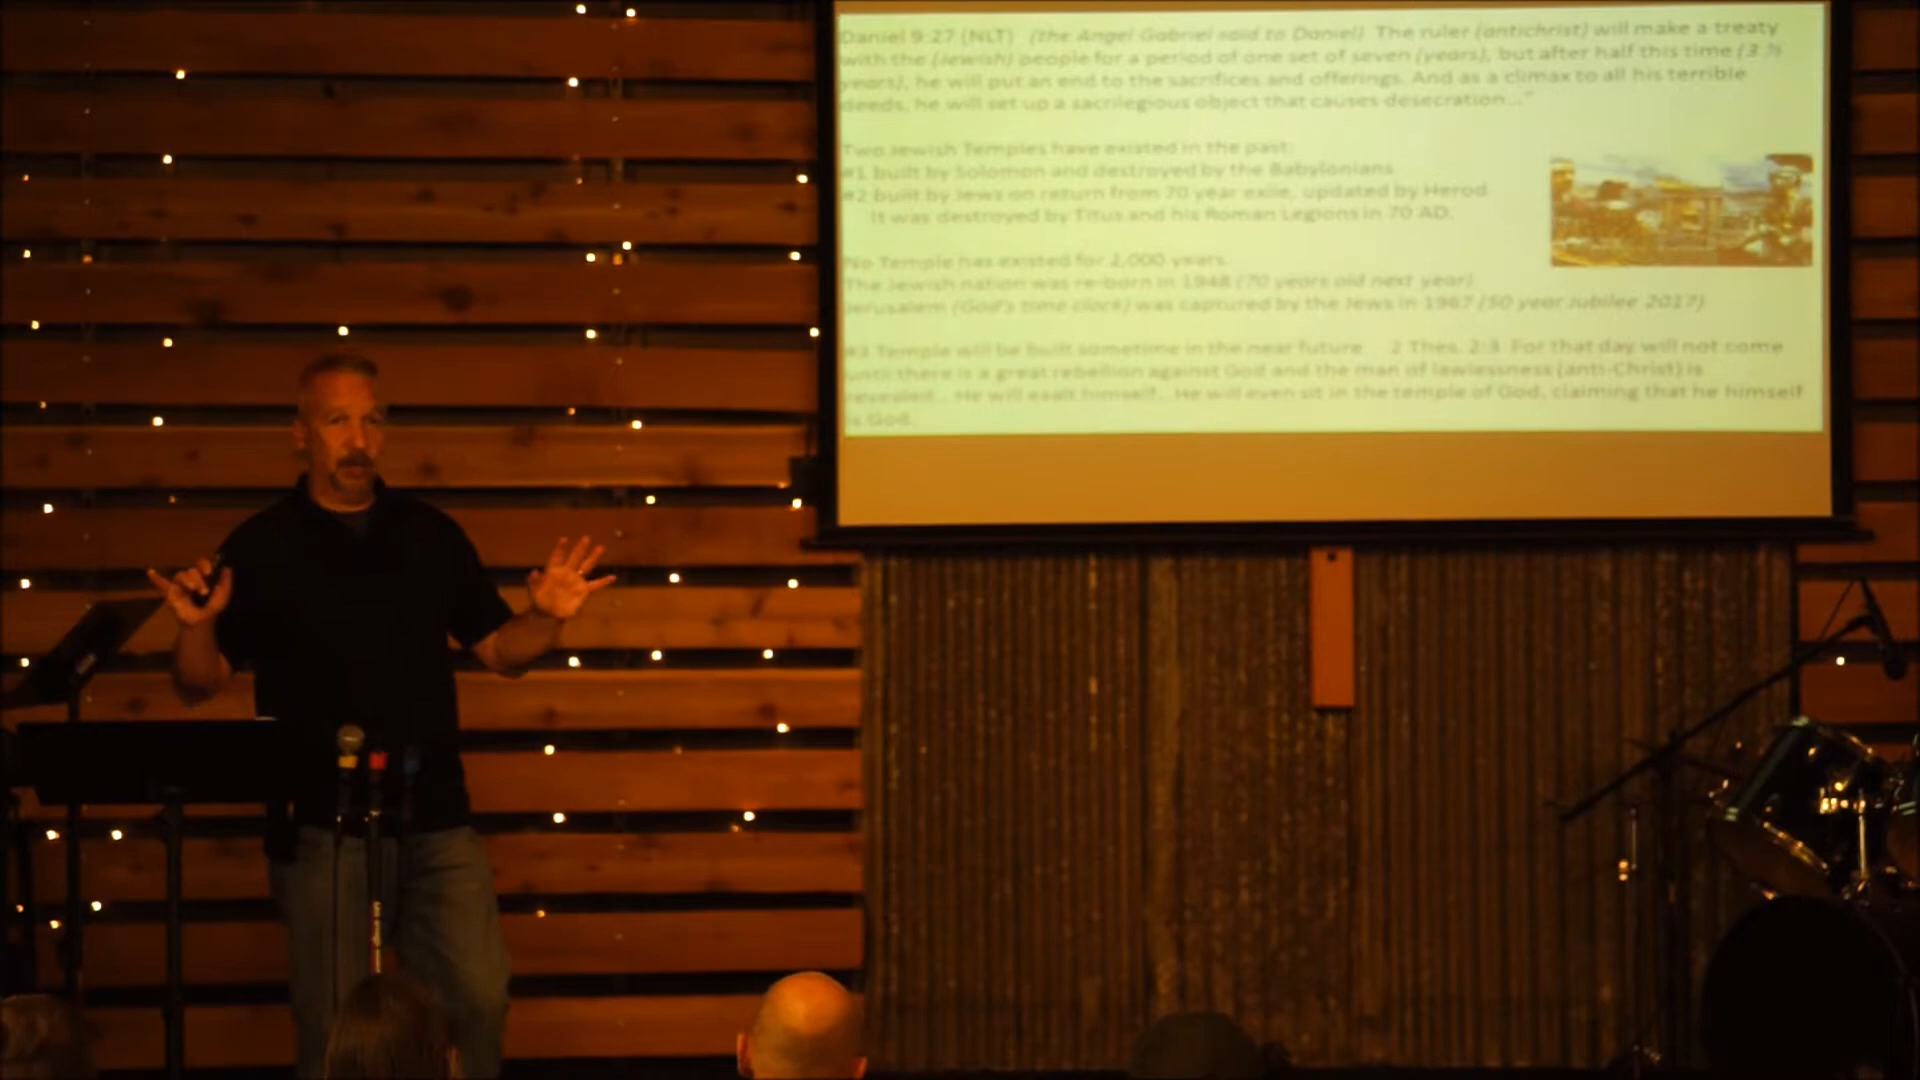 Daniel 9:27 (NLT) (the Angel Gabriel said to Daniel) The ruler (antichrist) will make a treaty
with the (Jewish) people for a period of one set of seven (years), but after half this time (3 ½
years), he will put an end to the sacrifices and offerings. And as a climax to all his terrible
deeds, he will set up a sacrilegious object that causes desecration..."
Two Jewish Temples have existed in the past:
#1 built by Solomon and destroyed by the Babylonians
#2 built by Jews on return from 70 year exile, updated by Herod
It was destroyed by Titus and his Roman Legions in 70 AD.
No Temple has existed for 2,000 years.
The Jewish nation was re-born in 1948 (70 years old next year)
Jerusalem (God's time clock) was captured by the Jews in 1967 (50 year Jubilee 2017)
#3 Temple will be built sometime in the near future 2 Thes. 2:3 For that day will not come
until there is a great rebellion against God and the man of lawlessness (anti-Christ) is
revealed... He will exalt himself... He will even sit in the temple of God, claiming that he himself
is God.